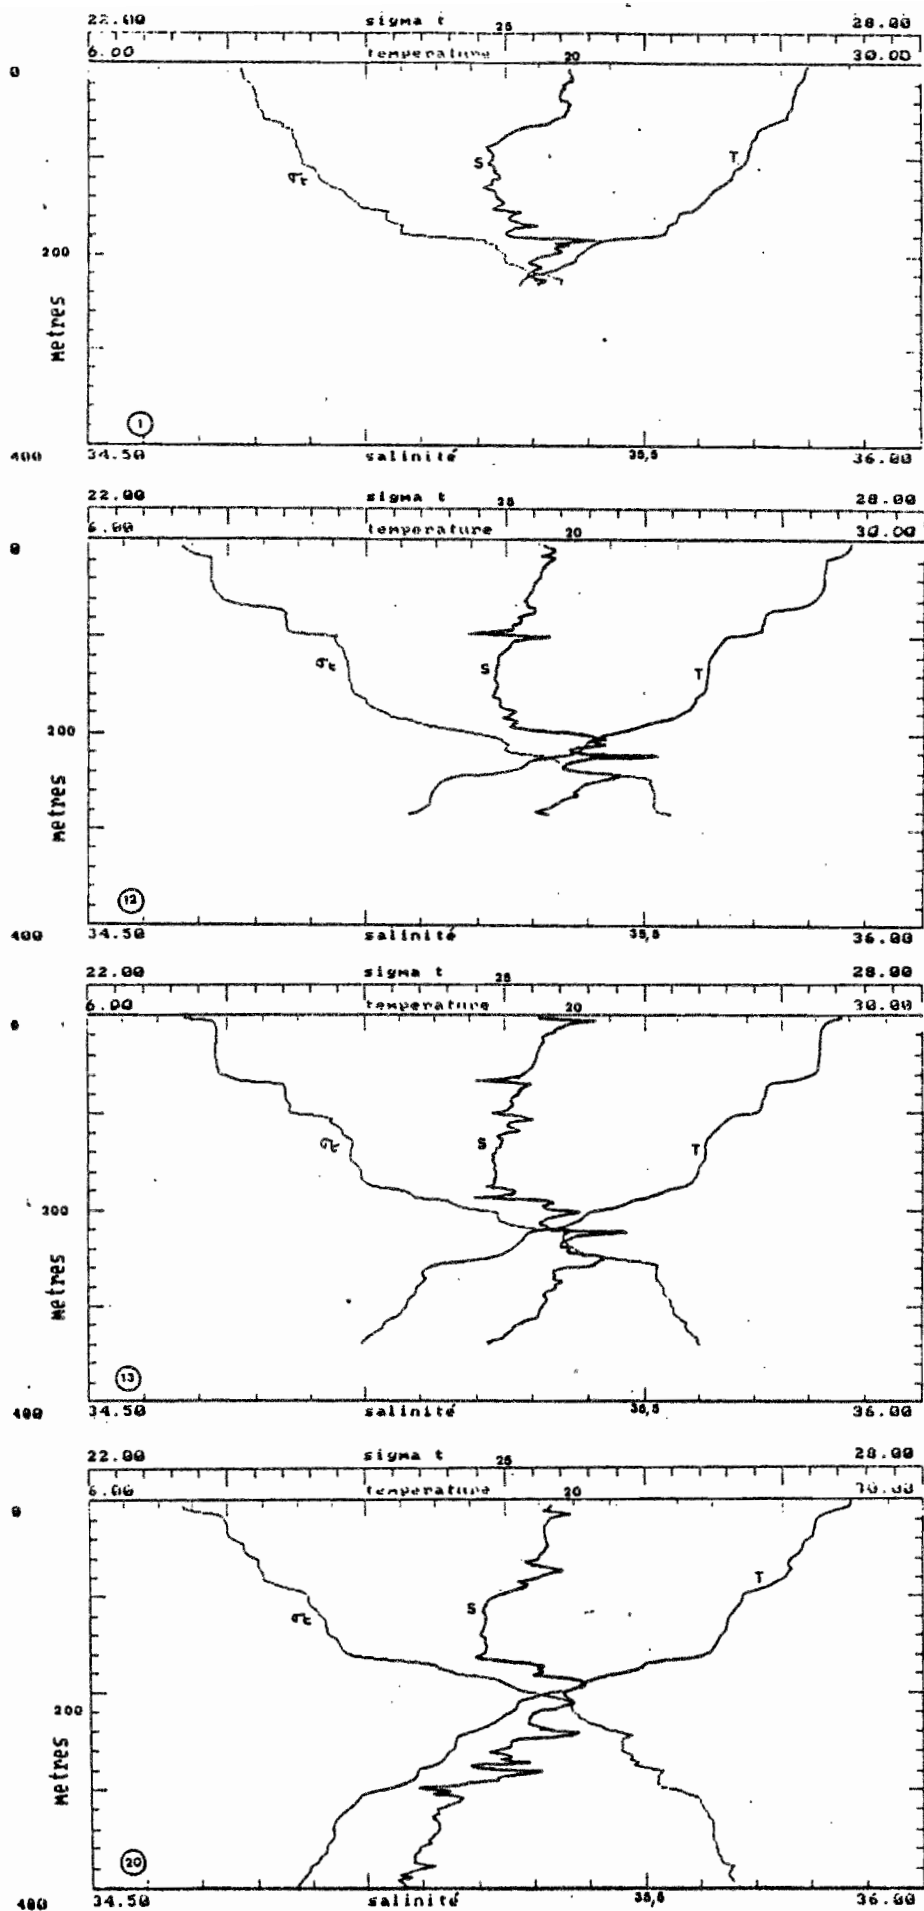 22.00 sigma t 25 28.00
6.00 temperature 20 30.00
0
S
T
σt
200
metres
1
400
34.50 salinité 35,5 36.00
22.00 sigma t 25 28.00
6.00 temperature 20 30.00
0
σt
S
T
200
metres
12
400
34.50 salinité 35,5 36.00
22.00 sigma t 25 28.00
6.00 temperature 20 30.00
0
σt
S
T
200
metres
13
400
34.50 salinité 35,5 36.00
22.00 sigma t 25 28.00
6.00 temperature 20 30.00
0
T
S
σt
200
metres
20
400
34.50 salinité 35,5 36.00